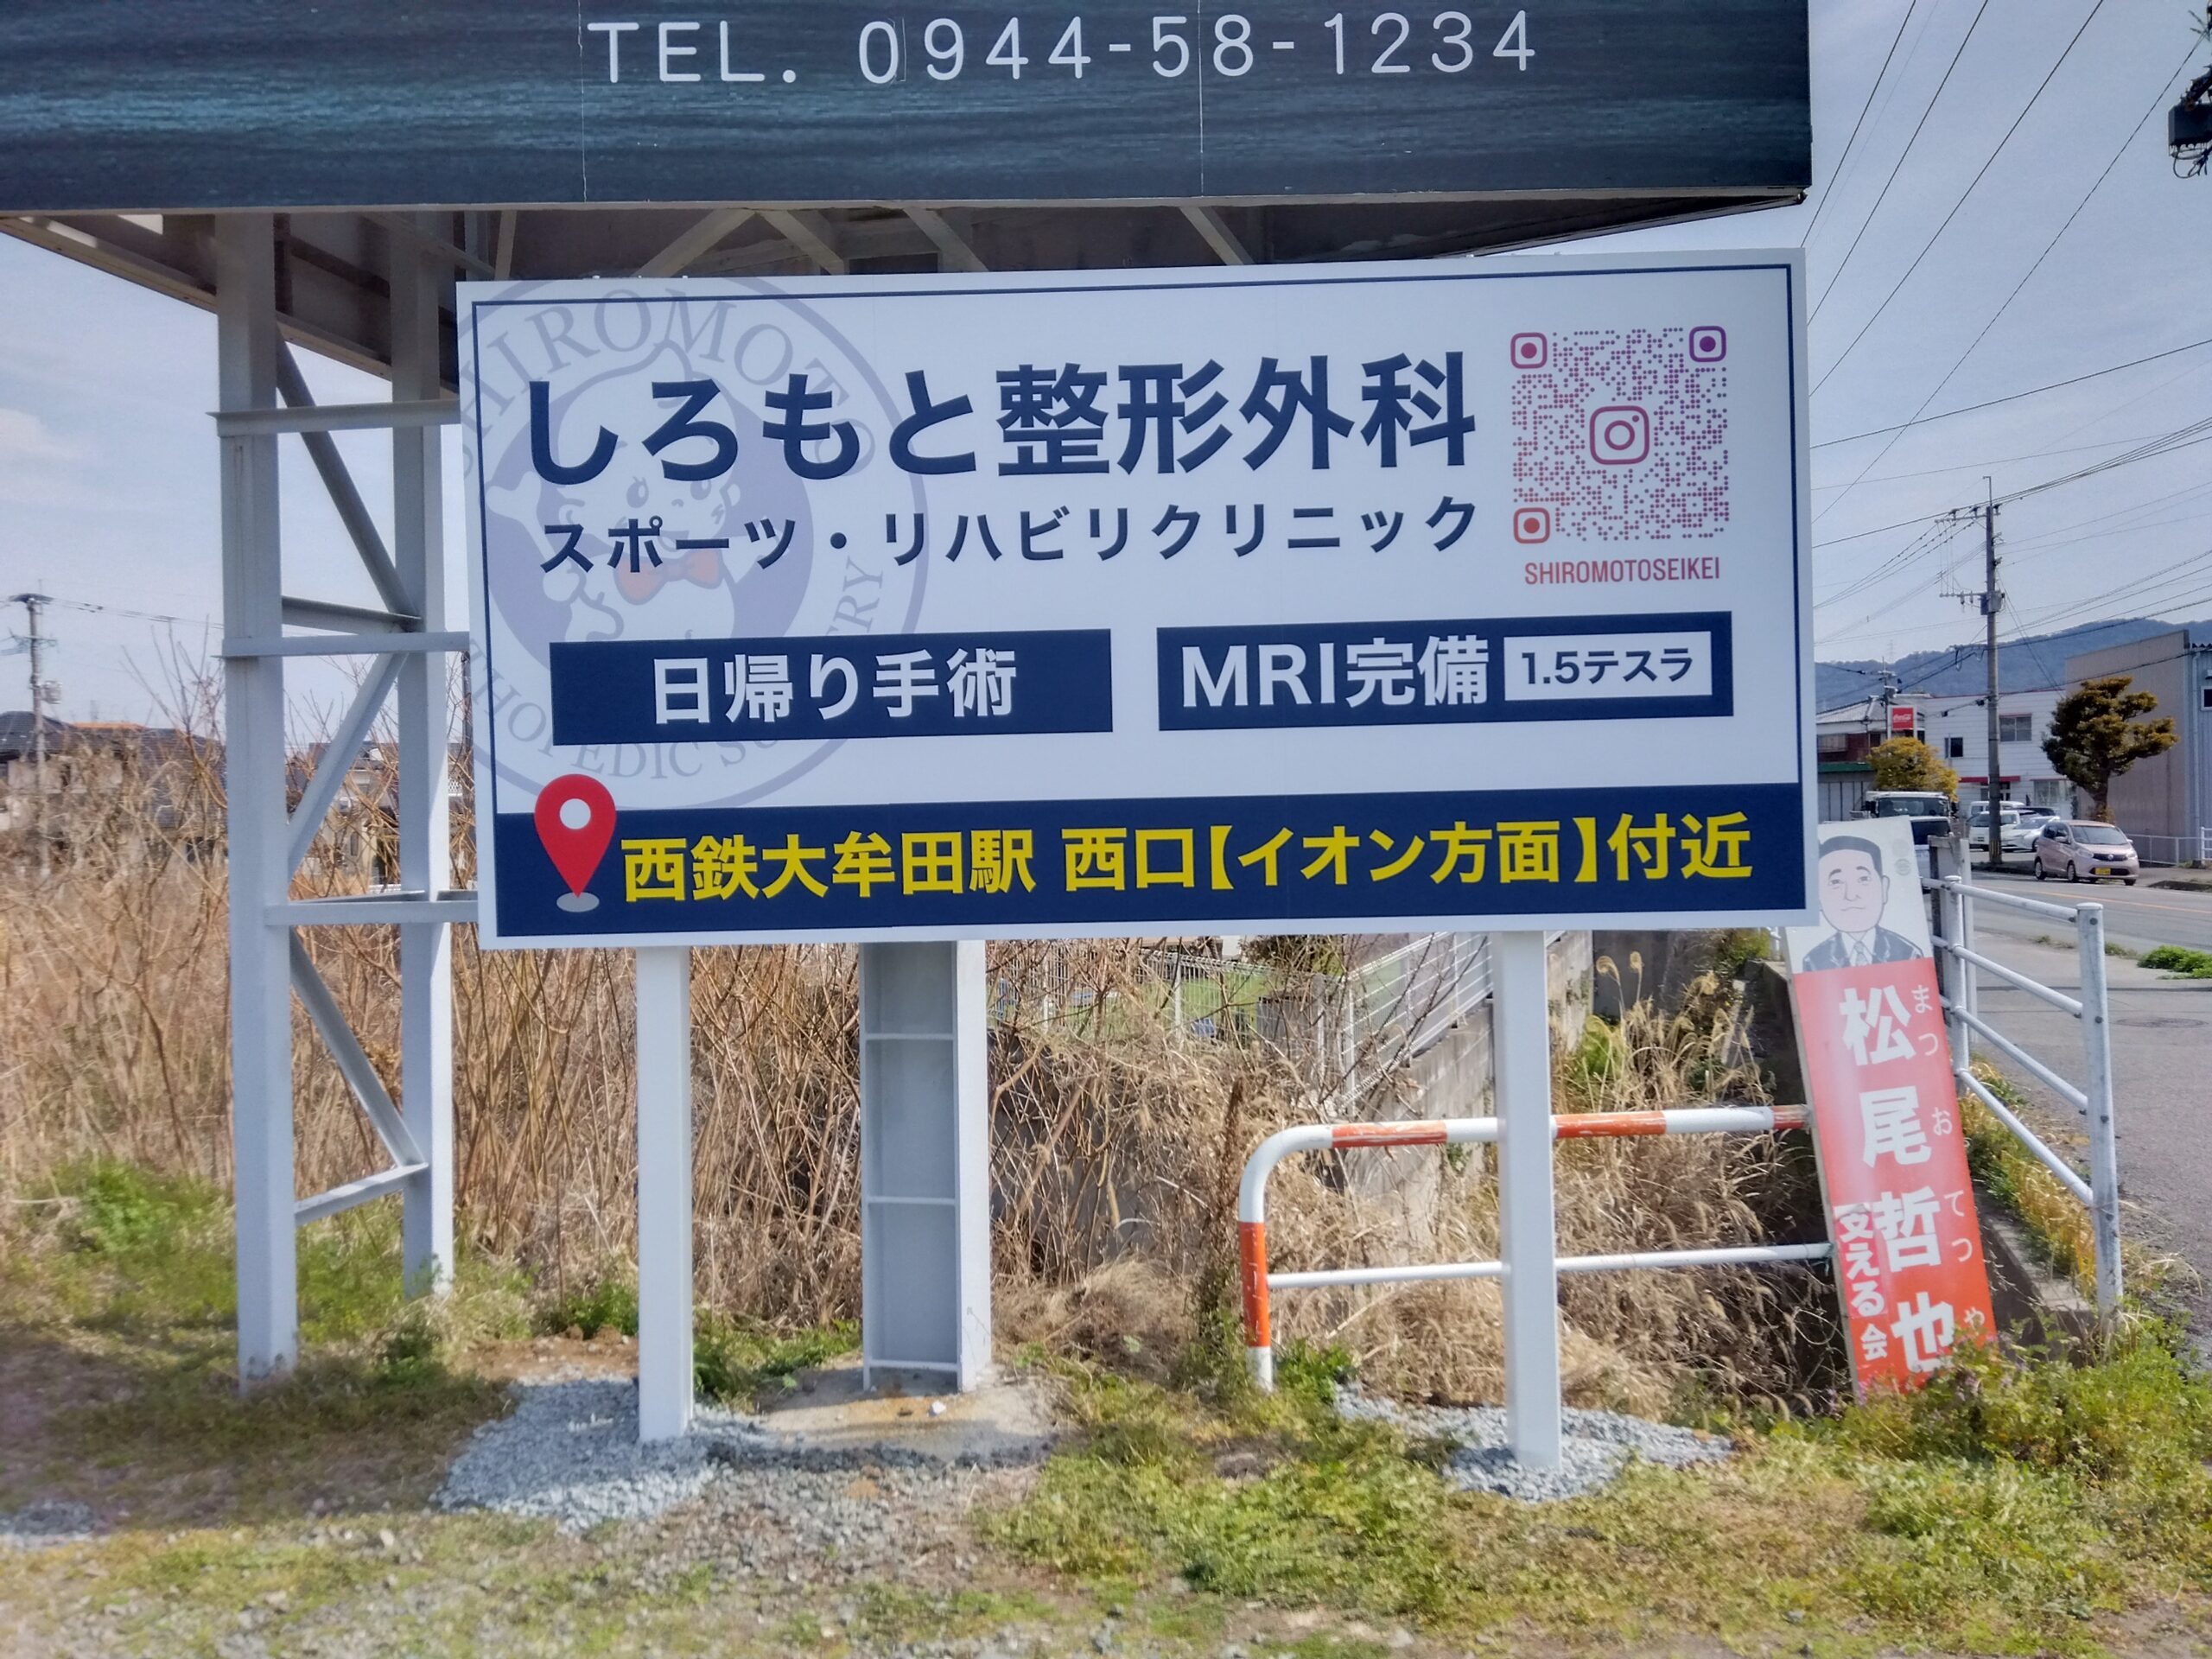 TEL. 0944-58-1234
SHIROMOTO
しろもと整形外科
スポーツ・リハビリクリニック
SHIROMOTOSEIKEI
日帰り手術
MRI完備 1.5テスラ
西鉄大牟田駅 西口【イオン方面】付近
松尾哲也
まつおてつや
支える会